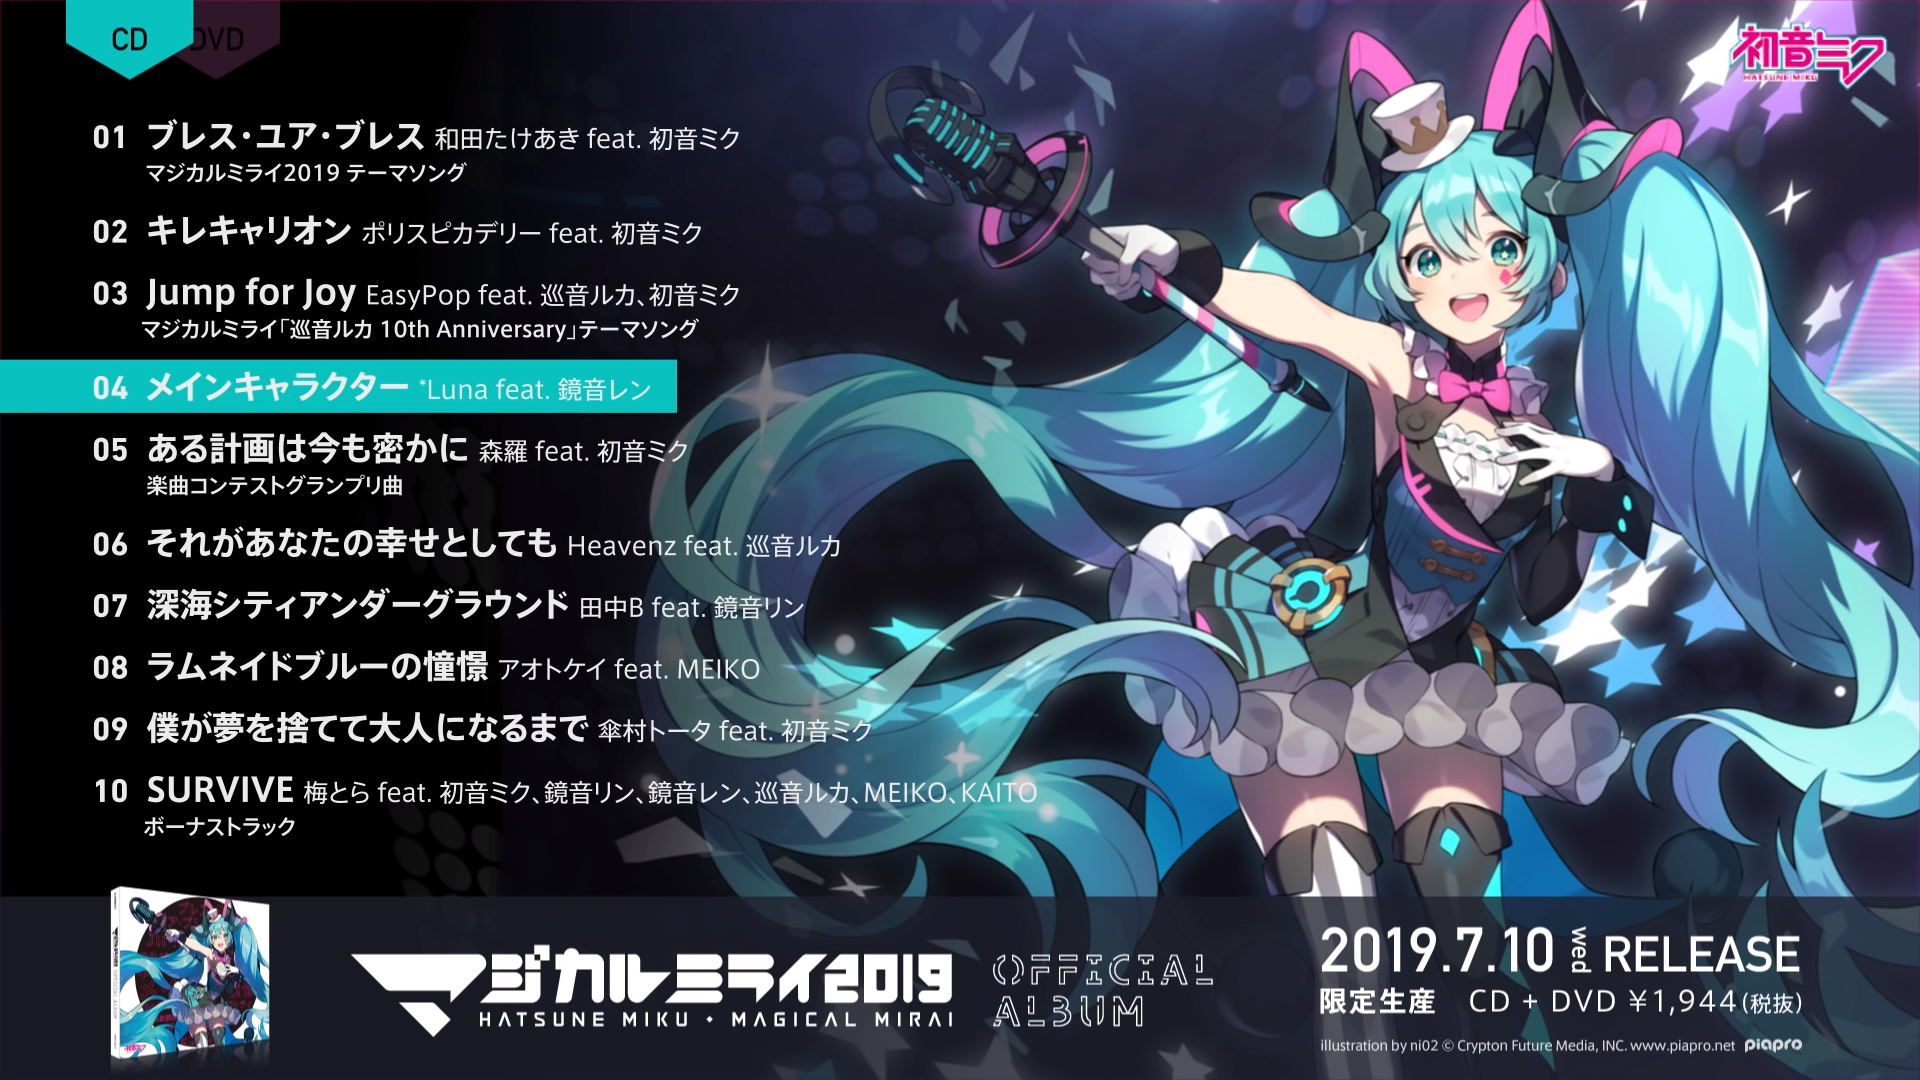 CD
DVD
初音ミク
HATSUNE MIKU
01 ブレス・ユア・ブレス 和田たけあき feat. 初音ミク
マジカルミライ2019 テーマソング
02 キレキャリオン ポリスピカデリー feat. 初音ミク
03 Jump for Joy EasyPop feat. 巡音ルカ、初音ミク
マジカルミライ「巡音ルカ 10th Anniversary」テーマソング
04 メインキャラクター *Luna feat. 鏡音レン
05 ある計画は今も密かに 森羅 feat. 初音ミク
楽曲コンテストグランプリ曲
06 それがあなたの幸せとしても Heavenz feat. 巡音ルカ
07 深海シティアンダーグラウンド 田中B feat. 鏡音リン
08 ラムネイドブルーの憧憬 アオトケイ feat. MEIKO
09 僕が夢を捨てて大人になるまで 傘村トータ feat. 初音ミク
10 SURVIVE 梅とら feat. 初音ミク、鏡音リン、鏡音レン、巡音ルカ、MEIKO、KAITO
ボーナストラック
マジカルミライ2019
HATSUNE MIKU・MAGICAL MIRAI
OFFICIAL
ALBUM
2019.7.10 wed RELEASE
限定生産 CD + DVD ¥1,944(税抜)
illustration by ni02 © Crypton Future Media, INC. www.piapro.net piapro